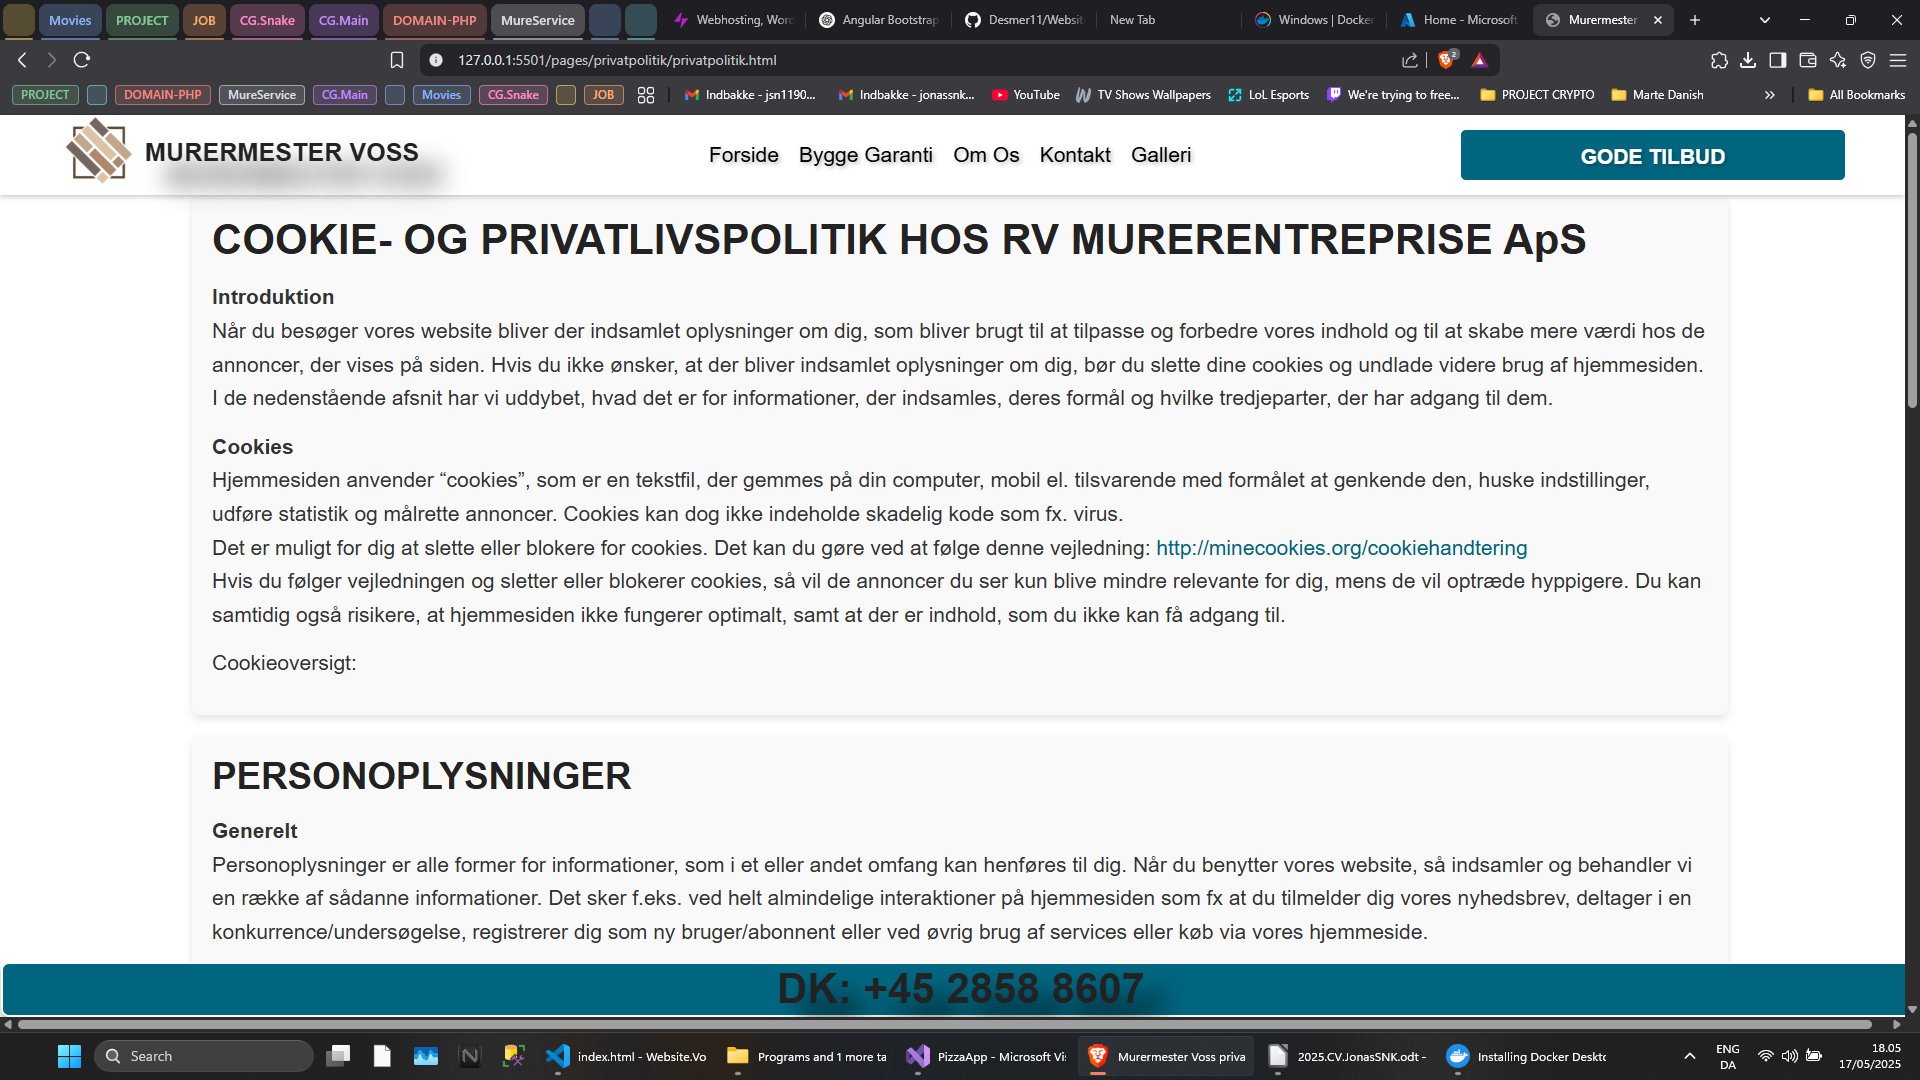 Movies
PROJECT
JOB
CG.Snake
CG.Main
DOMAIN-PHP
MureService
Webhosting, Word
Angular Bootstrap
Desmer11/Website
New Tab
Windows | Docker
Home - Microsoft
Murermester
127.0.0.1:5501/pages/privatpolitik/privatpolitik.html
2
PROJECT
DOMAIN-PHP
MureService
CG.Main
Movies
CG.Snake
JOB
Indbakke - jsn1190...
Indbakke - jonassnk...
YouTube
TV Shows Wallpapers
LoL Esports
We're trying to free...
PROJECT CRYPTO
Marte Danish
All Bookmarks
MURERMESTER VOSS
Forside
Bygge Garanti
Om Os
Kontakt
Galleri
GODE TILBUD
COOKIE- OG PRIVATLIVSPOLITIK HOS RV MURERENTREPRISE ApS
Introduktion
Når du besøger vores website bliver der indsamlet oplysninger om dig, som bliver brugt til at tilpasse og forbedre vores indhold og til at skabe mere værdi hos de
annoncer, der vises på siden. Hvis du ikke ønsker, at der bliver indsamlet oplysninger om dig, bør du slette dine cookies og undlade videre brug af hjemmesiden.
I de nedenstående afsnit har vi uddybet, hvad det er for informationer, der indsamles, deres formål og hvilke tredjeparter, der har adgang til dem.
Cookies
Hjemmesiden anvender “cookies”, som er en tekstfil, der gemmes på din computer, mobil el. tilsvarende med formålet at genkende den, huske indstillinger,
udføre statistik og målrette annoncer. Cookies kan dog ikke indeholde skadelig kode som fx. virus.
Det er muligt for dig at slette eller blokere for cookies. Det kan du gøre ved at følge denne vejledning: http://minecookies.org/cookiehandtering
Hvis du følger vejledningen og sletter eller blokerer cookies, så vil de annoncer du ser kun blive mindre relevante for dig, mens de vil optræde hyppigere. Du kan
samtidig også risikere, at hjemmesiden ikke fungerer optimalt, samt at der er indhold, som du ikke kan få adgang til.
Cookieoversigt:
PERSONOPLYSNINGER
Generelt
Personoplysninger er alle former for informationer, som i et eller andet omfang kan henføres til dig. Når du benytter vores website, så indsamler og behandler vi
en række af sådanne informationer. Det sker f.eks. ved helt almindelige interaktioner på hjemmesiden som fx at du tilmelder dig vores nyhedsbrev, deltager i en
konkurrence/undersøgelse, registrerer dig som ny bruger/abonnent eller ved øvrig brug af services eller køb via vores hjemmeside.
DK: +45 2858 8607
Search
index.html - Website.Vo
Programs and 1 more ta
PizzaApp - Microsoft Vi
Murermester Voss priva
2025.CV.JonasSNK.odt -
Installing Docker Deskto
ENG
DA
18.05
17/05/2025